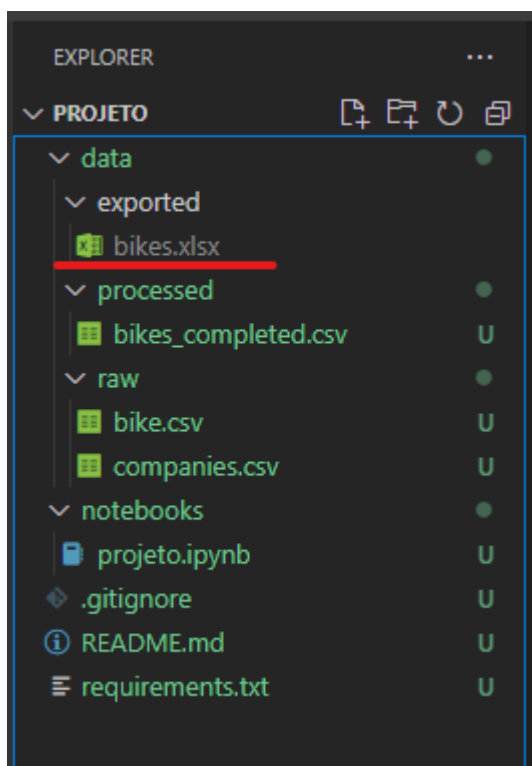 EXPLORER ...
PROJETO
data
exported
bikes.xlsx
processed
bikes_completed.csv U
raw
bike.csv U
companies.csv U
notebooks
projeto.ipynb U
.gitignore U
README.md U
requirements.txt U